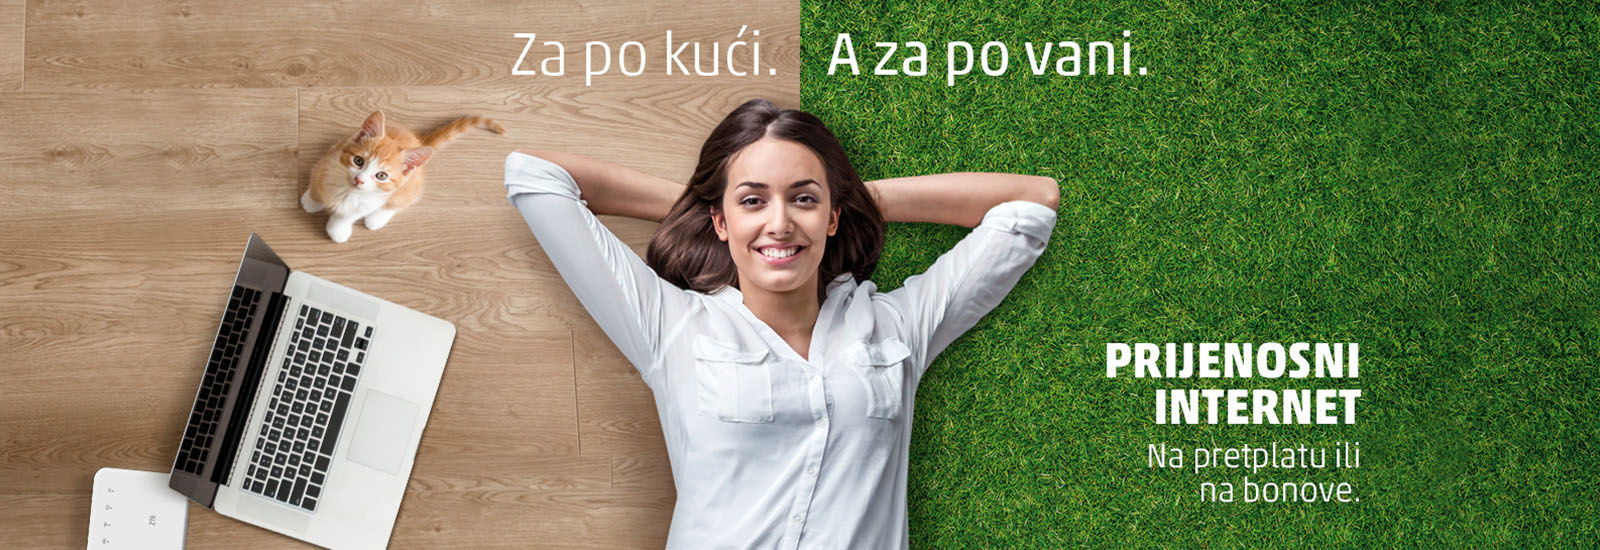 Za po kući. A za po vani.
PRIJENOSNI
INTERNET
Na pretplatu ili
na bonove.
ZTE